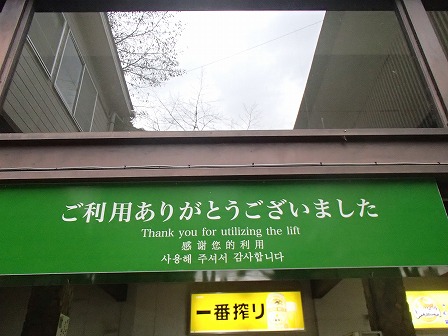 ご利用ありがとうございました
Thank you for utilizing the lift
感謝您的利用
사용해 주셔서 감사합니다
一番搾り